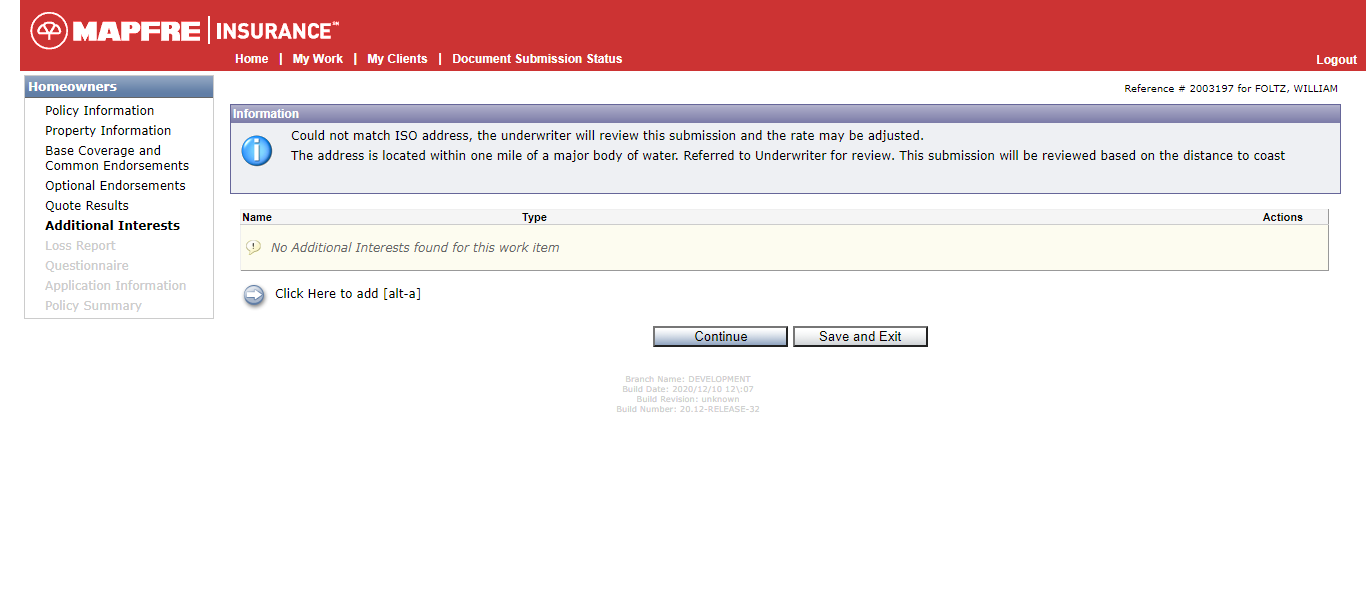 MAPFRE | INSURANCE℠
Home | My Work | My Clients | Document Submission Status
Logout
Homeowners
Policy Information
Property Information
Base Coverage and
Common Endorsements
Optional Endorsements
Quote Results
Additional Interests
Loss Report
Questionnaire
Application Information
Policy Summary
Reference # 2003197 for FOLTZ, WILLIAM
Information
Could not match ISO address, the underwriter will review this submission and the rate may be adjusted.
The address is located within one mile of a major body of water. Referred to Underwriter for review. This submission will be reviewed based on the distance to coast
Name Type Actions
No Additional Interests found for this work item
Click Here to add [alt-a]
Continue Save and Exit
Branch Name: DEVELOPMENT
Build Date: 2020/12/10 12\:07
Build Revision: unknown
Build Number: 20.12-RELEASE-32